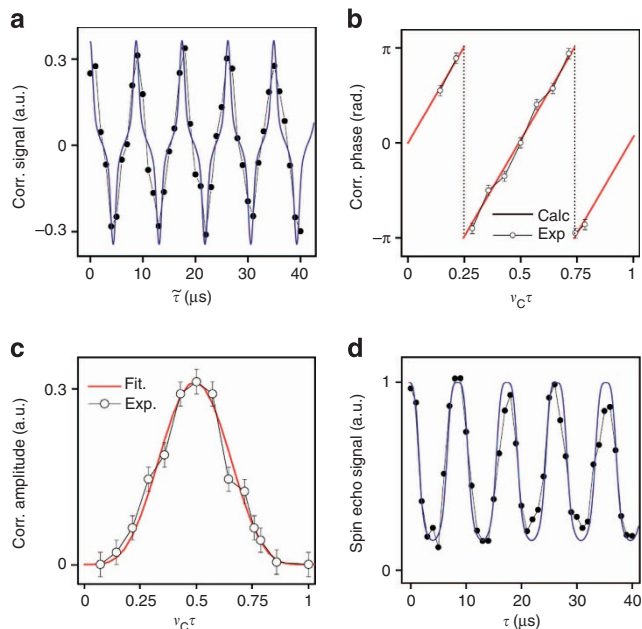 a
Corr. signal (a.u.)
0.3
0
−0.3
0 10 20 30 40
τ̃ (μs)
b
Corr. phase (rad.)
π
0
−π
Calc
Exp
0 0.25 0.5 0.75 1
νCτ
c
Corr. amplitude (a.u.)
0.3
0
Fit.
Exp.
0 0.25 0.5 0.75 1
νCτ
d
Spin echo signal (a.u.)
1
0
0 10 20 30 40
τ (μs)